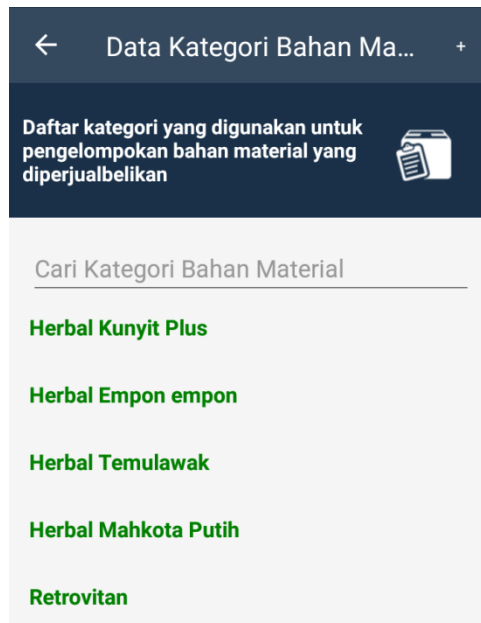 ← Data Kategori Bahan Ma... +
Daftar kategori yang digunakan untuk
pengelompokan bahan material yang
diperjualbelikan
Cari Kategori Bahan Material
Herbal Kunyit Plus
Herbal Empon empon
Herbal Temulawak
Herbal Mahkota Putih
Retrovitan